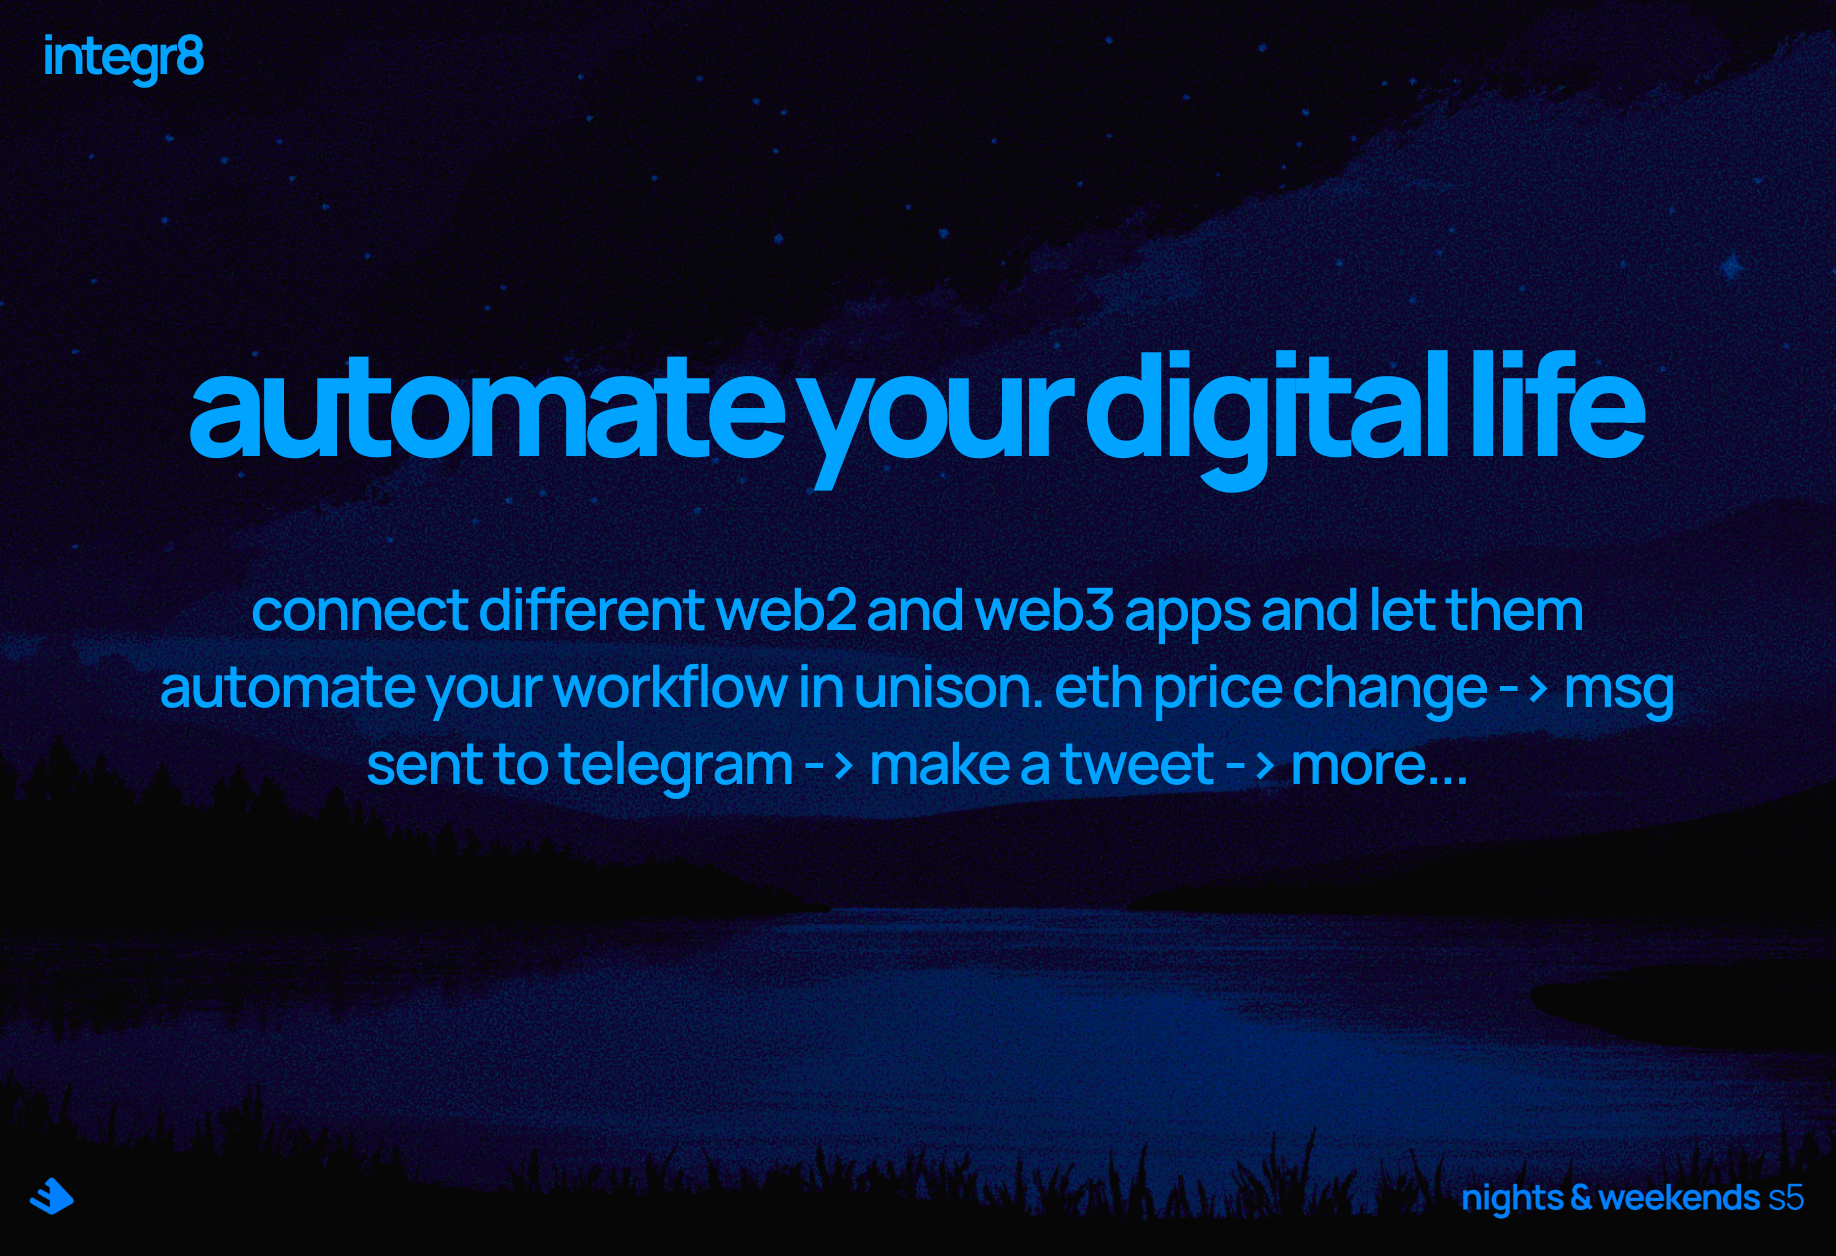 integr8
automate your digital life
connect different web2 and web3 apps and let them
automate your workflow in unison. eth price change -> msg
sent to telegram -> make a tweet -> more...
nights & weekends s5